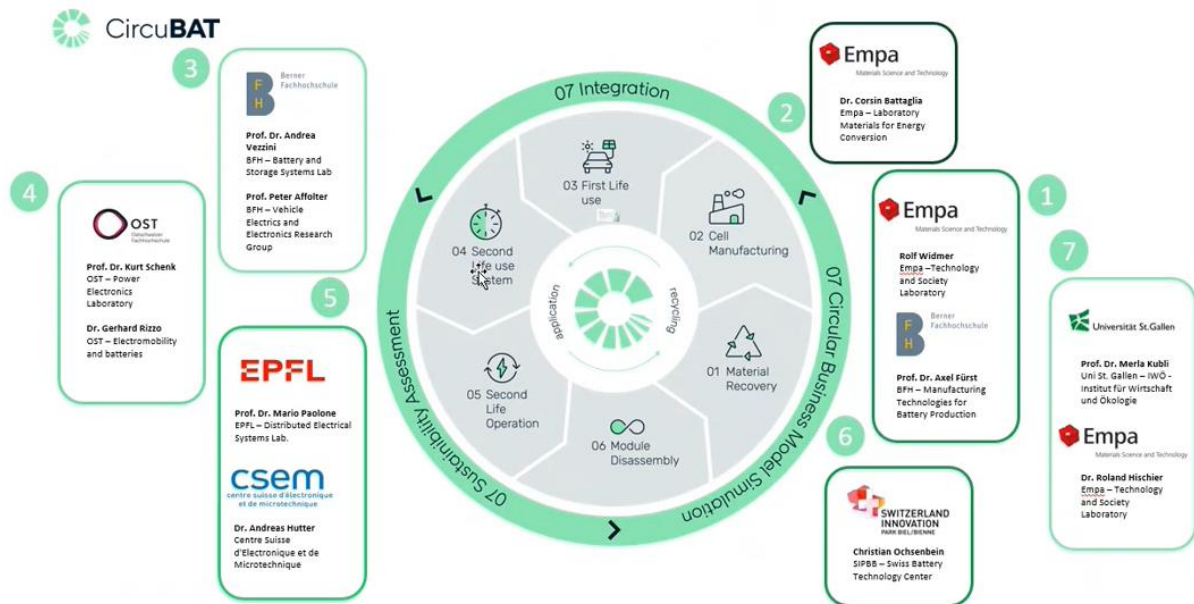 CircuBAT
3
Berner
Fachhochschule
B
F
H
Prof. Dr. Andrea
Vezzini
BFH – Battery and
Storage Systems Lab
Prof. Peter Affolter
BFH – Vehicle
Electrics and
Electronics Research
Group
4
OST
Ostschweizer
Fachhochschule
Prof. Dr. Kurt Schenk
OST – Power
Electronics
Laboratory
Dr. Gerhard Rizzo
OST – Electromobility
and batteries
5
EPFL
Prof. Dr. Mario Paolone
EPFL – Distributed Electrical
Systems Lab.
csem
centre suisse d'électronique
et de microtechnique
Dr. Andreas Hutter
Centre Suisse
d'Electronique et de
Microtechnique
07 Integration
07 Circular Business Model Simulation
07 Sustainability Assessment
03 First Life
use
02 Cell
Manufacturing
01 Material
Recovery
06 Module
Disassembly
05 Second
Life
Operation
04 Second
Life use
System
application
recycling
2
Empa
Materials Science and Technology
Dr. Corsin Battaglia
Empa – Laboratory
Materials for Energy
Conversion
1
Empa
Materials Science and Technology
Rolf Widmer
Empa –Technology
and Society
Laboratory
Berner
Fachhochschule
B
F
H
Prof. Dr. Axel Fürst
BFH – Manufacturing
Technologies for
Battery Production
7
Universität St.Gallen
Prof. Dr. Merla Kubli
Uni St. Gallen – IWÖ -
Institut für Wirtschaft
und Ökologie
Empa
Materials Science and Technology
Dr. Roland Hischier
Empa – Technology
and Society
Laboratory
6
SWITZERLAND
INNOVATION
PARK BIEL/BIENNE
Christian Ochsenbein
SIPBB – Swiss Battery
Technology Center